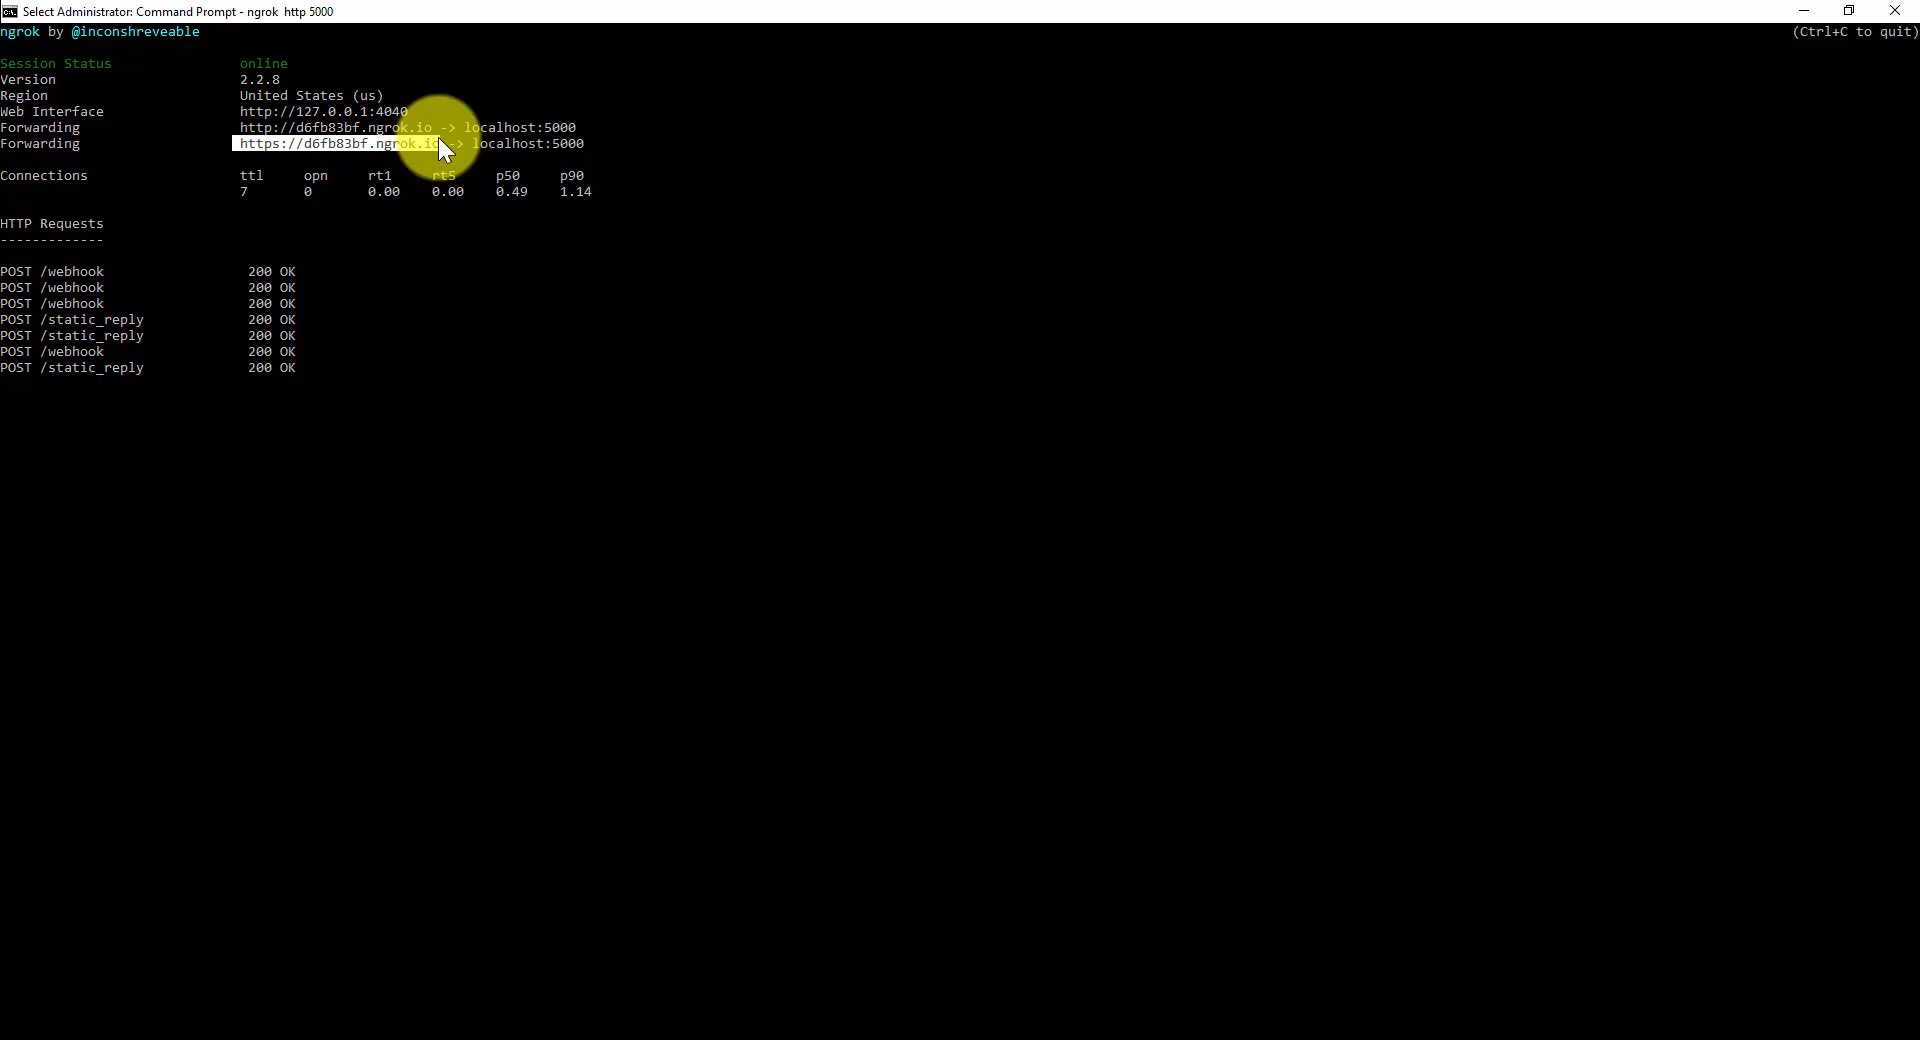 Select Administrator: Command Prompt - ngrok  http 5000
ngrok by @inconshreveable (Ctrl+C to quit)
Session Status online
Version 2.2.8
Region United States (us)
Web Interface http://127.0.0.1:4040
Forwarding http://d6fb83bf.ngrok.io -> localhost:5000
Forwarding https://d6fb83bf.ngrok.io -> localhost:5000
Connections ttl opn rt1 rt5 p50 p90
7 0 0.00 0.00 0.49 1.14
HTTP Requests
-------------
POST /webhook 200 OK
POST /webhook 200 OK
POST /webhook 200 OK
POST /static_reply 200 OK
POST /static_reply 200 OK
POST /webhook 200 OK
POST /static_reply 200 OK